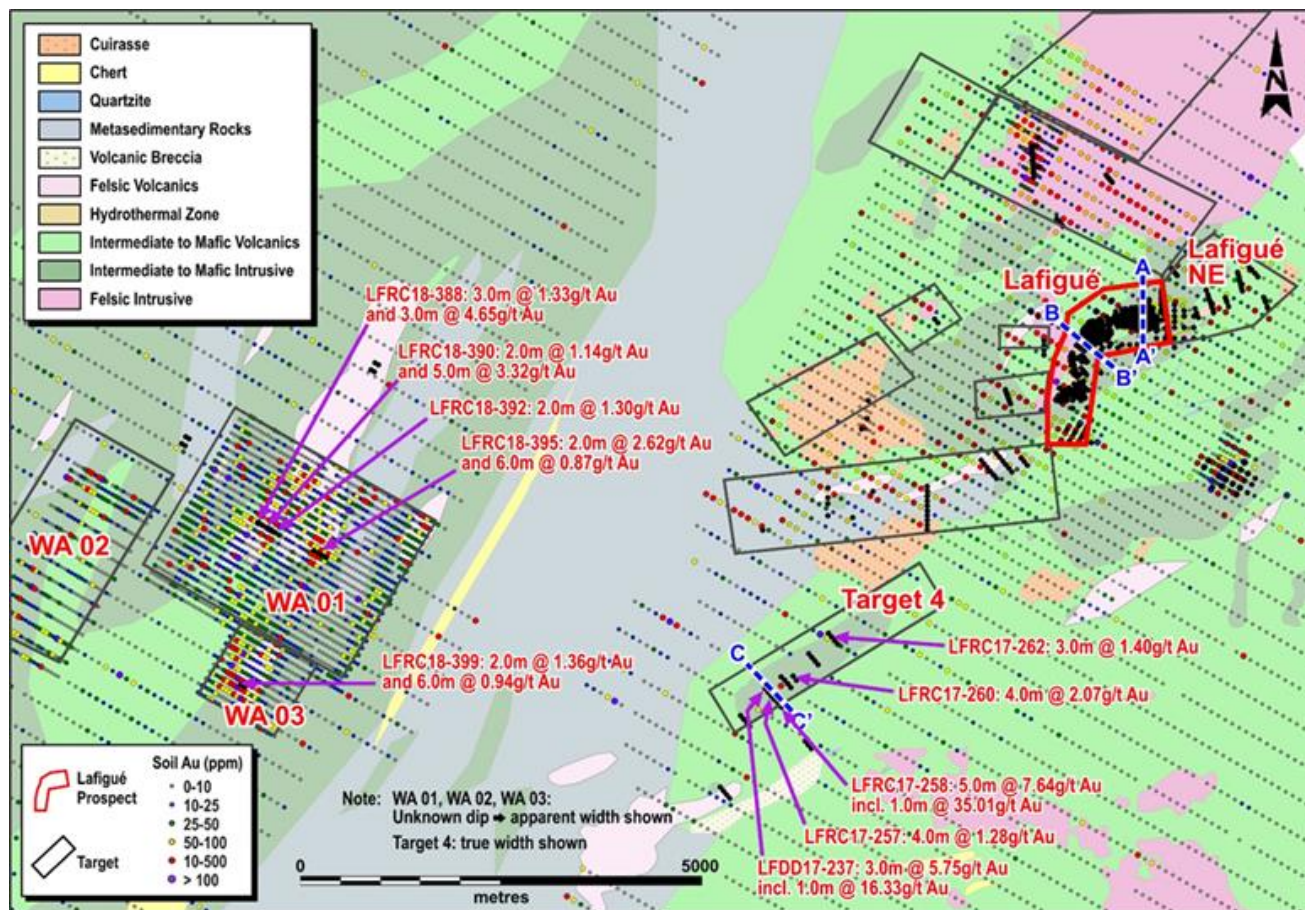 Cuirasse
Chert
Quartzite
Metasedimentary Rocks
Volcanic Breccia
Felsic Volcanics
Hydrothermal Zone
Intermediate to Mafic Volcanics
Intermediate to Mafic Intrusive
Felsic Intrusive
N
Lafigué
NE
Lafigué
A
B
A'
B'
LFRC18-388: 3.0m @ 1.33g/t Au
and 3.0m @ 4.65g/t Au
LFRC18-390: 2.0m @ 1.14g/t Au
and 5.0m @ 3.32g/t Au
LFRC18-392: 2.0m @ 1.30g/t Au
LFRC18-395: 2.0m @ 2.62g/t Au
and 6.0m @ 0.87g/t Au
WA 02
WA 01
LFRC18-399: 2.0m @ 1.36g/t Au
and 6.0m @ 0.94g/t Au
WA 03
Target 4
C
C'
LFRC17-262: 3.0m @ 1.40g/t Au
LFRC17-260: 4.0m @ 2.07g/t Au
LFRC17-258: 5.0m @ 7.64g/t Au
incl. 1.0m @ 35.01g/t Au
LFRC17-257: 4.0m @ 1.28g/t Au
LFDD17-237: 3.0m @ 5.75g/t Au
incl. 1.0m @ 16.33g/t Au
Lafigué
Prospect
Target
Soil Au (ppm)
0-10
10-25
25-50
50-100
10-500
> 100
Note: WA 01, WA 02, WA 03:
Unknown dip ➡ apparent width shown
Target 4: true width shown
0 5000
metres